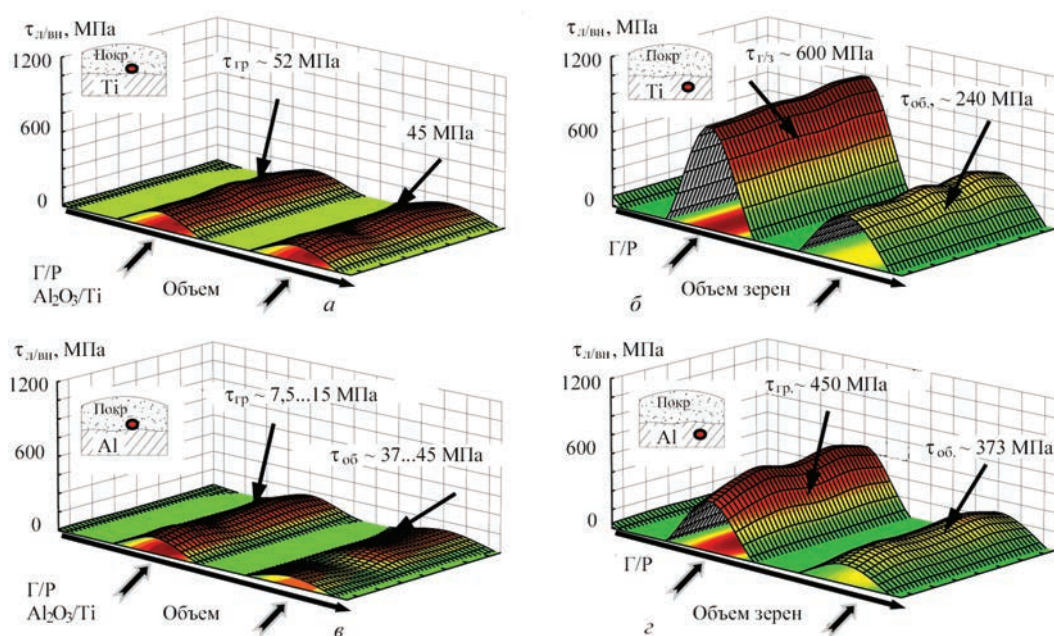 τл/вн, МПа
1200
600
0
Покр
Ti
τгр ~ 52 МПа
45 МПа
Г/Р
Al₂O₃/Ti
Объем
а
τл/вн, МПа
1200
600
0
Покр
Ti
τг/з ~ 600 МПа
τоб., ~ 240 МПа
Г/Р
Объем зерен
б
τл/вн, МПа
1200
600
0
Покр
Al
τгр ~ 7,5...15 МПа
τоб ~ 37...45 МПа
Г/Р
Al₂O₃/Ti
Объем
в
τл/вн, МПа
1200
600
0
Покр
Al
τгр. ~ 450 МПа
τоб. ~ 373 МПа
Г/Р
Объем зерен
г